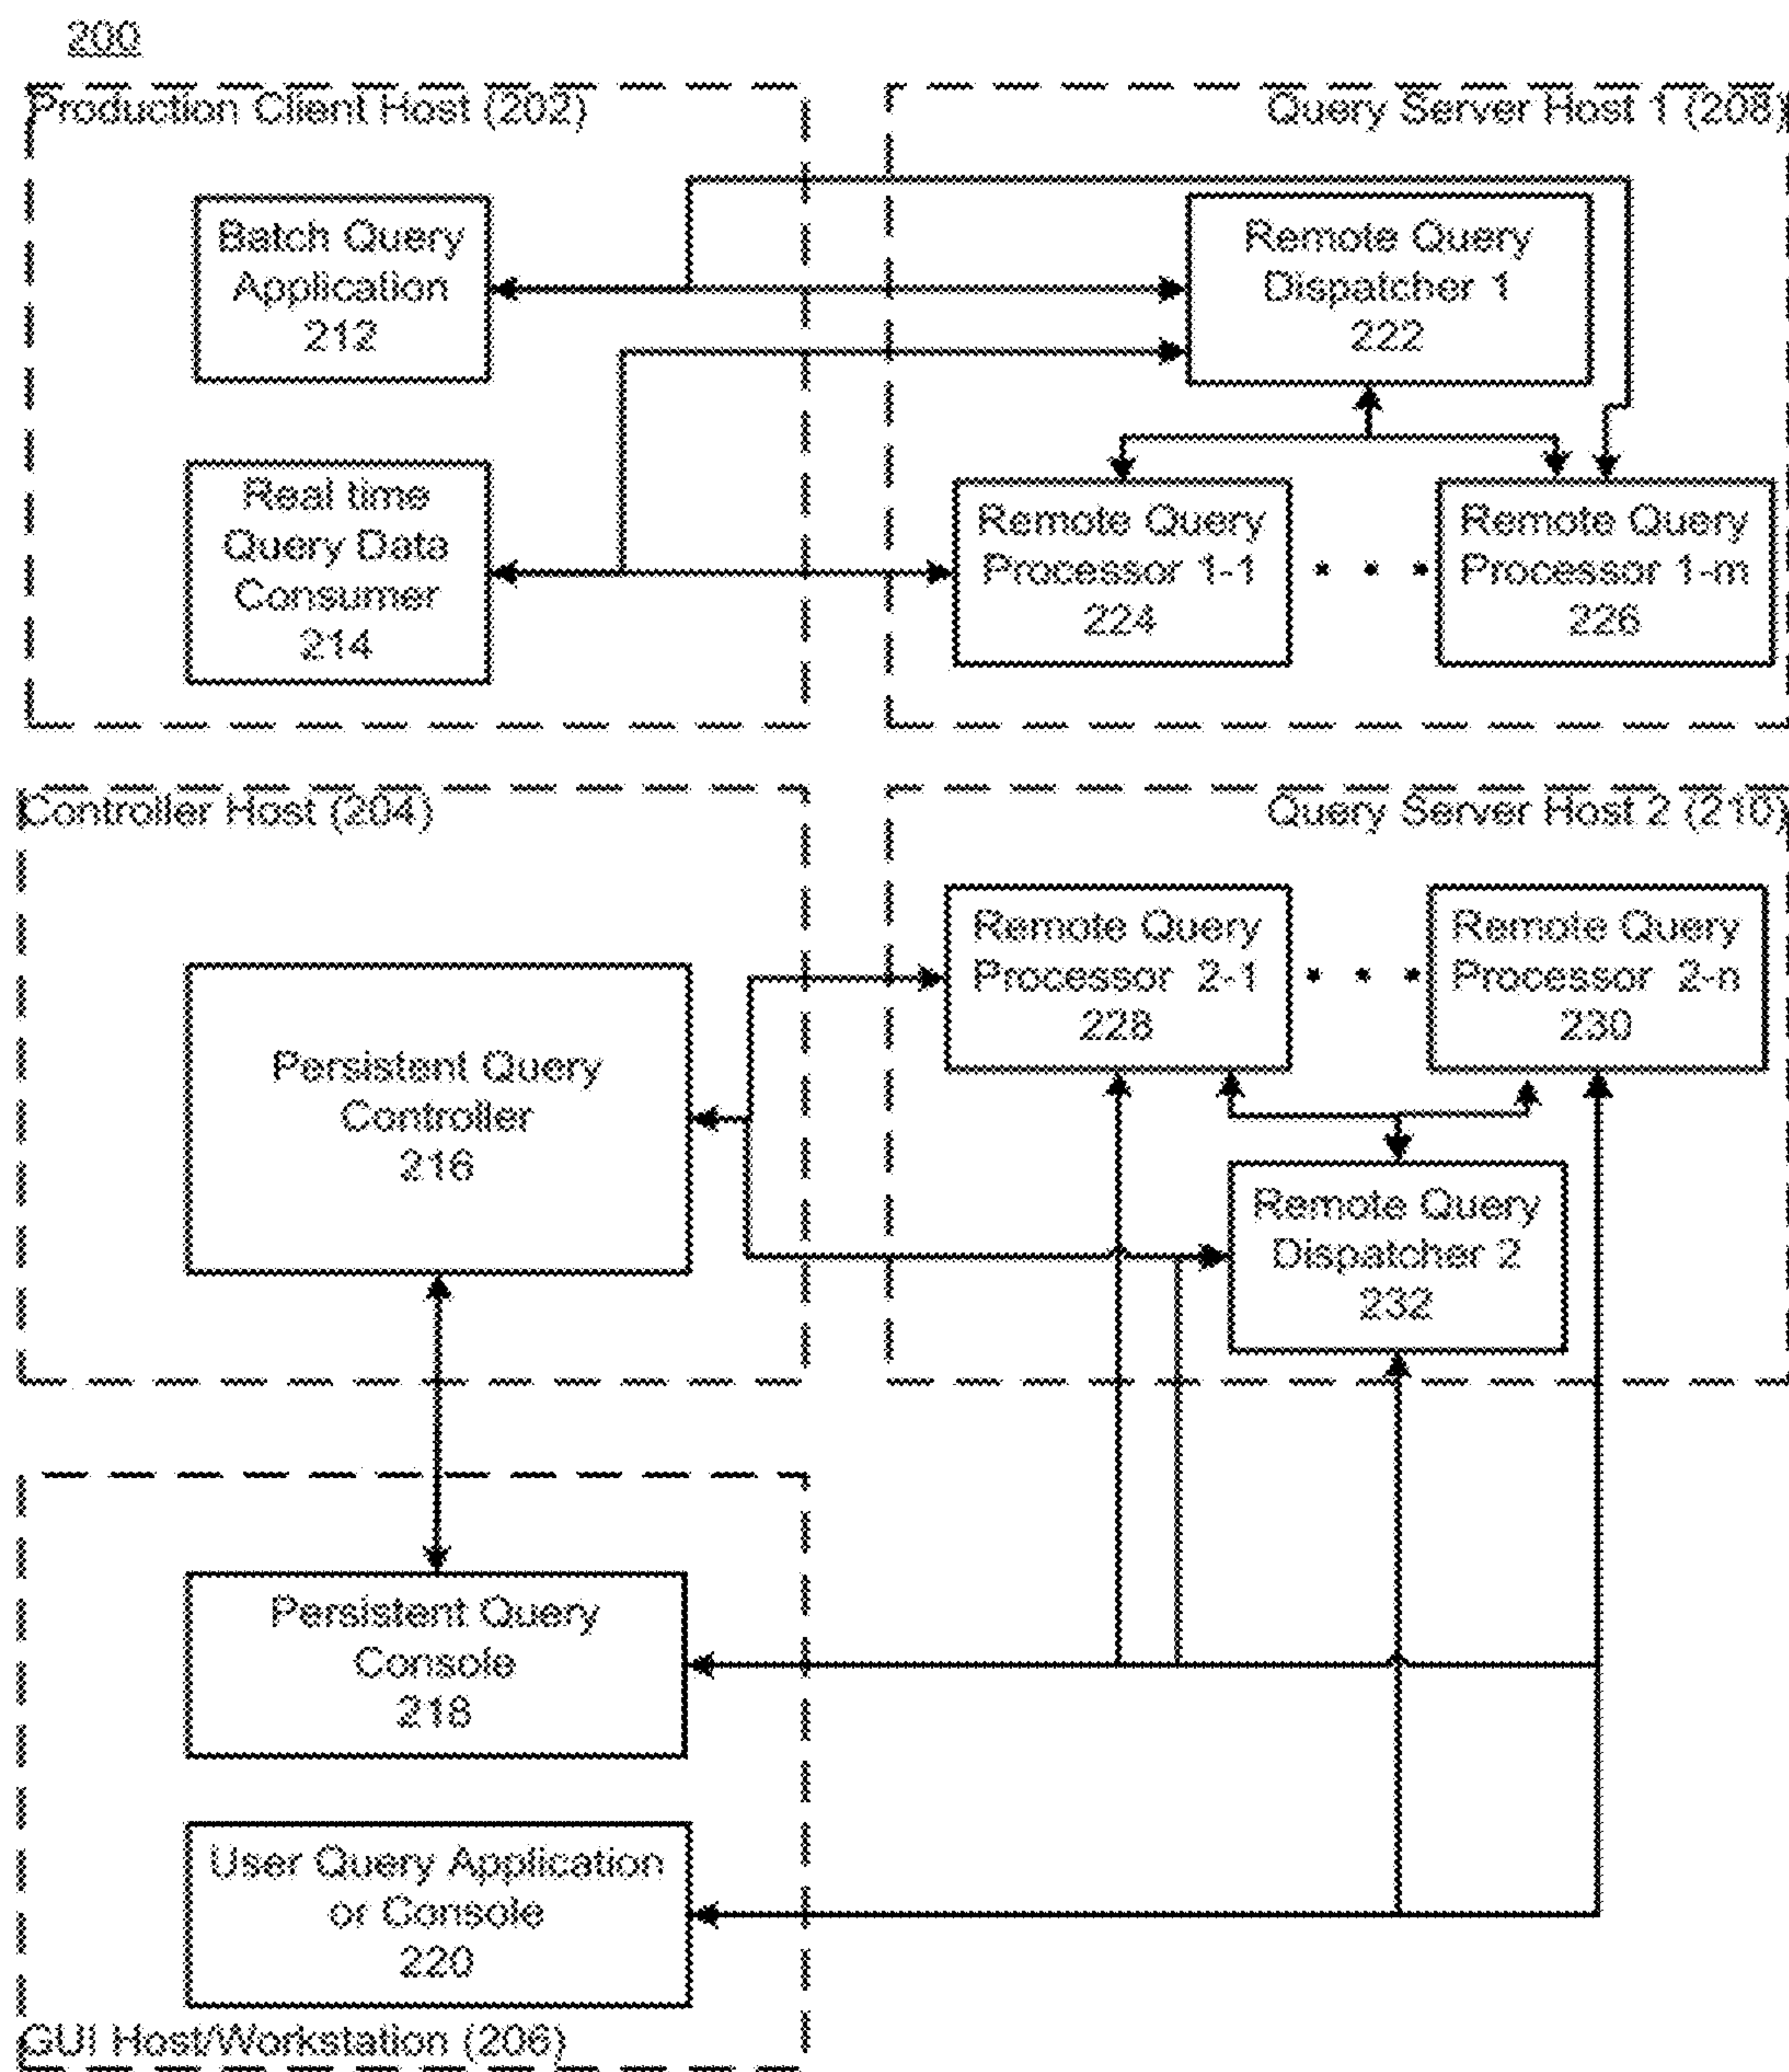 200
Production Client Host (202)
Query Server Host 1 (208)
Batch Query
Application
212
Remote Query
Dispatcher 1
222
Real time
Query Data
Consumer
214
Remote Query
Processor 1-1
224
Remote Query
Processor 1-m
226
Controller Host (204)
Query Server Host 2 (210)
Persistent Query
Controller
216
Remote Query
Processor 2-1
228
Remote Query
Processor 2-n
230
Remote Query
Dispatcher 2
232
Persistent Query
Console
218
User Query Application
or Console
220
GUI Host/Workstation (206)